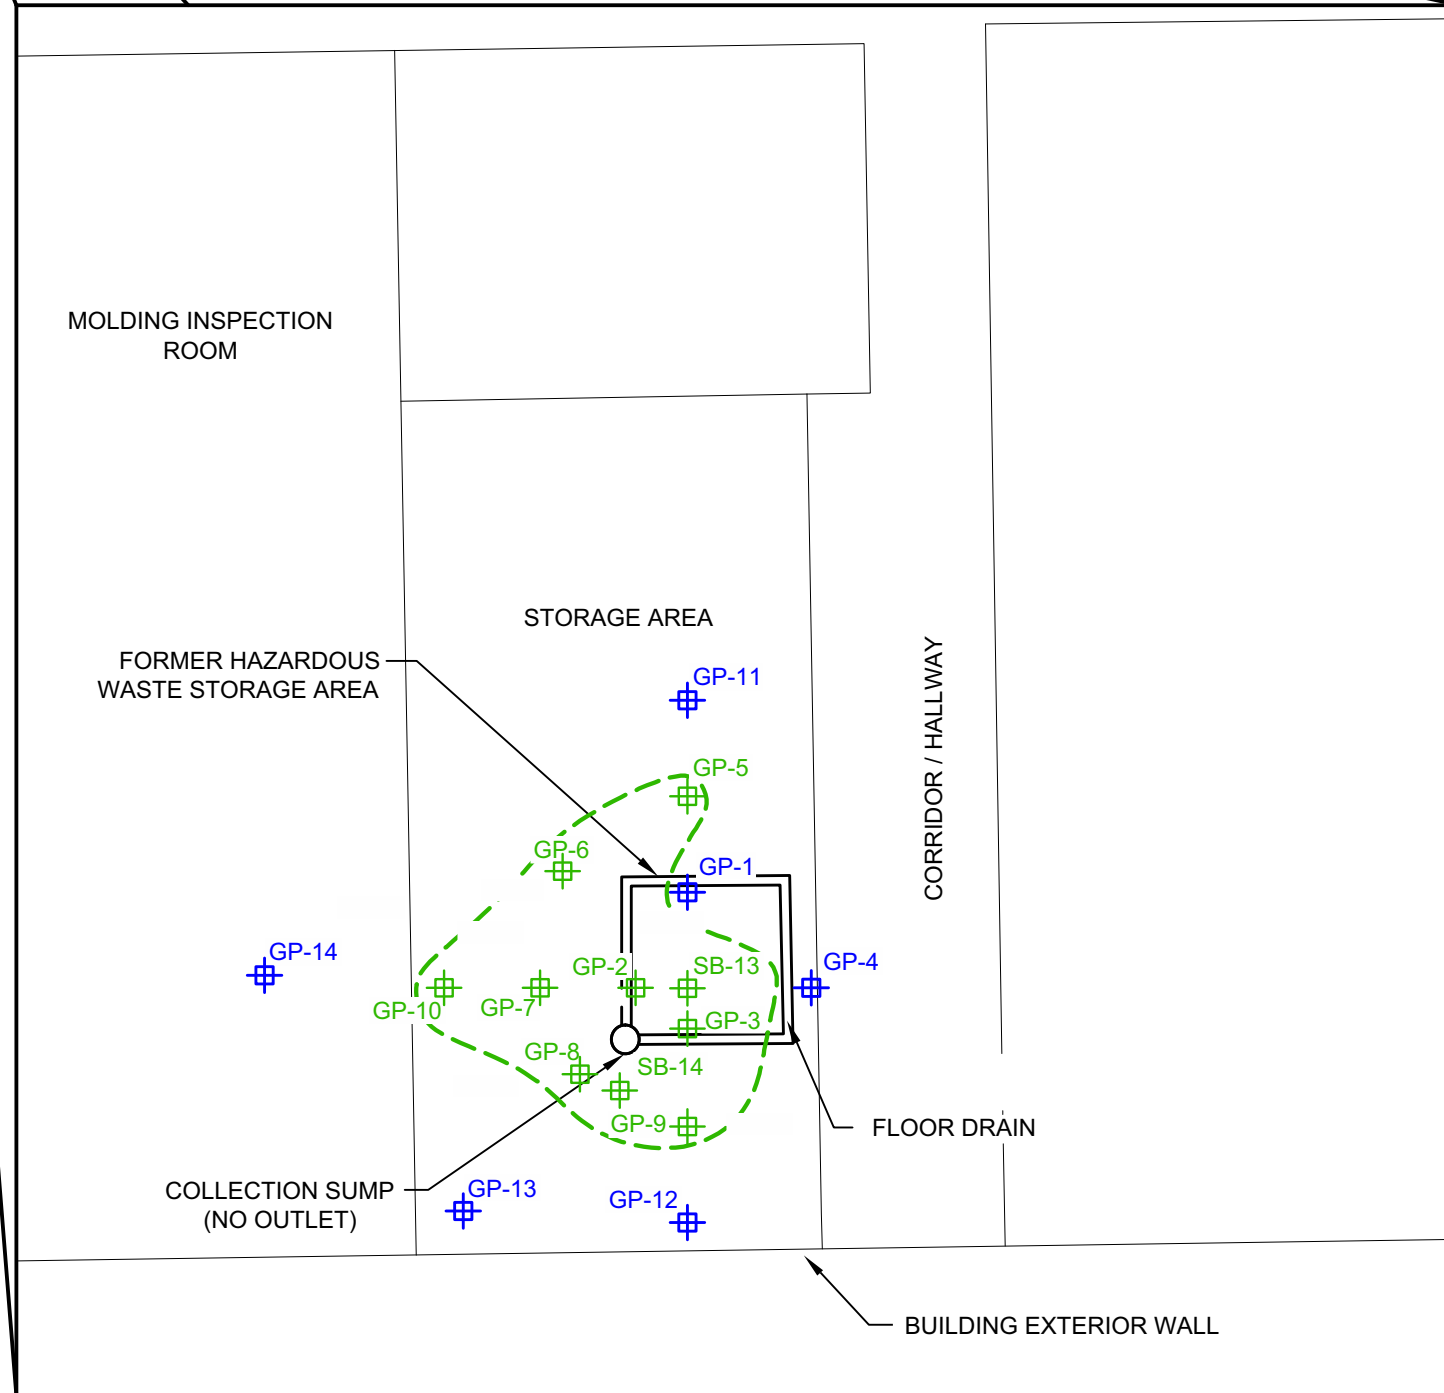 MOLDING INSPECTION
ROOM
STORAGE AREA
FORMER HAZARDOUS
WASTE STORAGE AREA
CORRIDOR / HALLWAY
GP-11
GP-5
GP-6
GP-1
GP-14
GP-4
GP-2
SB-13
GP-10
GP-7
GP-3
GP-8
SB-14
GP-9
FLOOR DRAIN
COLLECTION SUMP
(NO OUTLET)
GP-13
GP-12
BUILDING EXTERIOR WALL